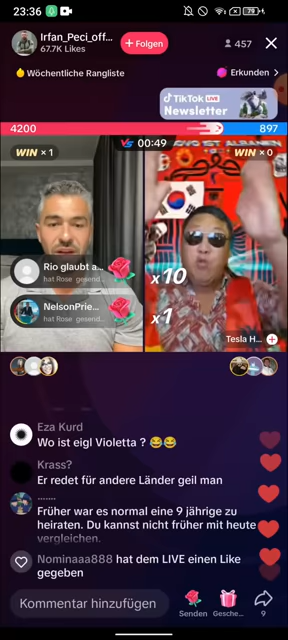 23:36
79
Irfan_Peci_off...
67.7K Likes
+ Folgen
457
Wöchentliche Rangliste
Erkunden >
TikTok LIVE
Newsletter
4200
897
WIN × 1
VS 00:49
WIN × 0
Rio glaubt a...
hat Rose gesend...
x10
NelsonPrie...
hat Rose gesend...
x1
Tesla H...
Eza Kurd
Wo ist eigl Violetta ? 😂😂
Krass?
Er redet für andere Länder geil man
.......
Früher war es normal eine 9 jährige zu
heiraten. Du kannst nicht früher mit heute
vergleichen.
Nominaaa888 hat dem LIVE einen Like
gegeben
Kommentar hinzufügen
Senden
Gesche...
9